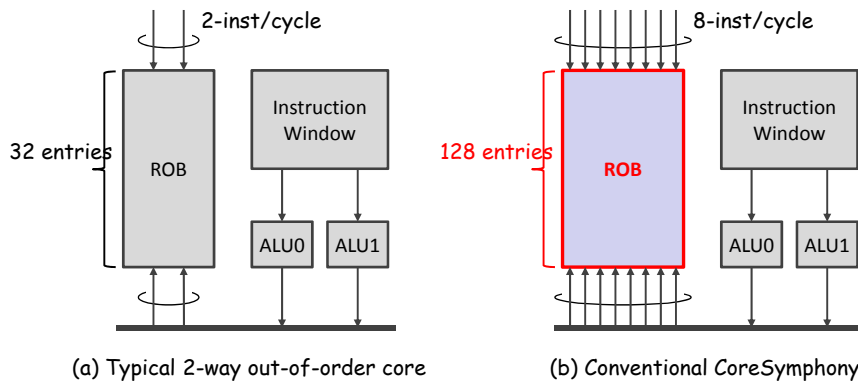 2-inst/cycle
32 entries
ROB
Instruction
Window
ALU0
ALU1
(a) Typical 2-way out-of-order core
8-inst/cycle
128 entries
ROB
Instruction
Window
ALU0
ALU1
(b) Conventional CoreSymphony